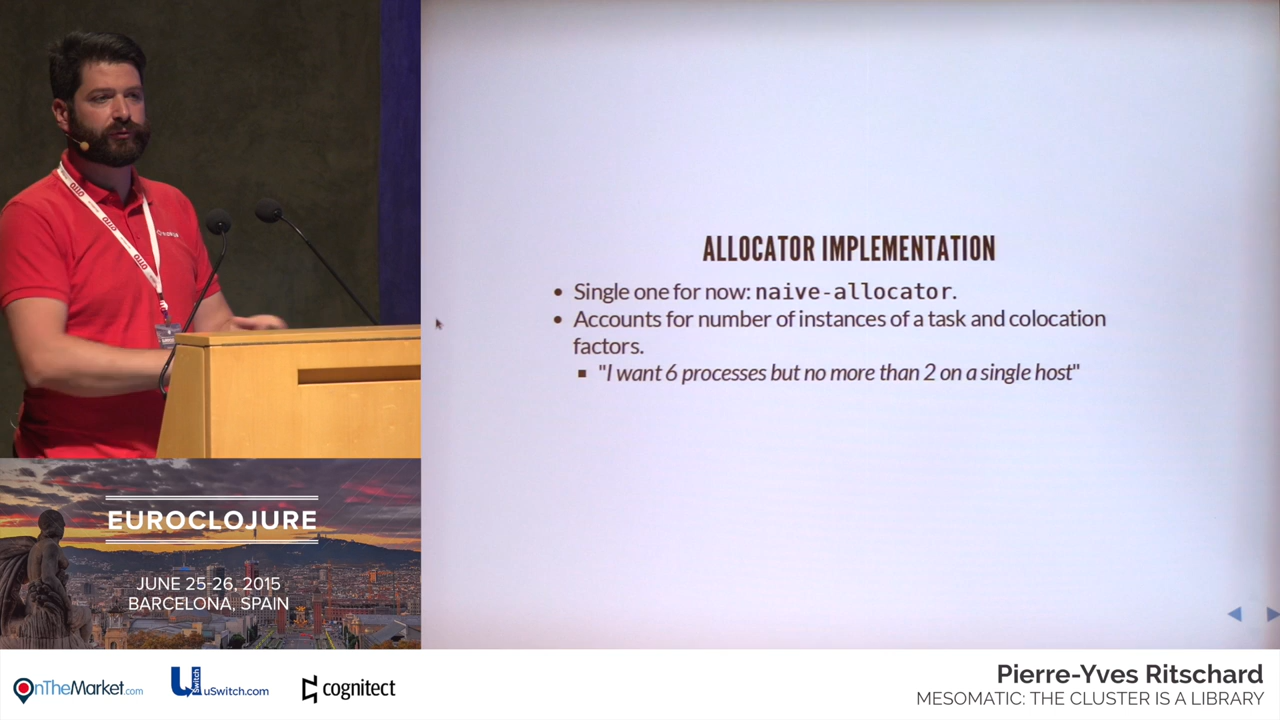 ALLOCATOR IMPLEMENTATION
• Single one for now: naive-allocator.
• Accounts for number of instances of a task and colocation
factors.
▪ "I want 6 processes but no more than 2 on a single host"
EUROCLOJURE
JUNE 25-26, 2015
BARCELONA, SPAIN
OnTheMarket.com
uSwitch
uSwitch.com
cognitect
Pierre-Yves Ritschard
MESOMATIC: THE CLUSTER IS A LIBRARY